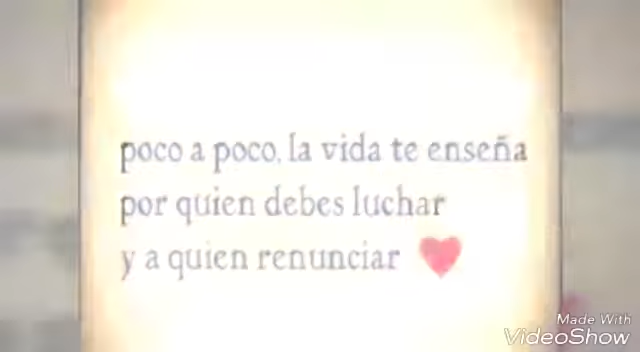 poco a poco, la vida te enseña
por quien debes luchar
y a quien renunciar ❤
Made With
VideoShow